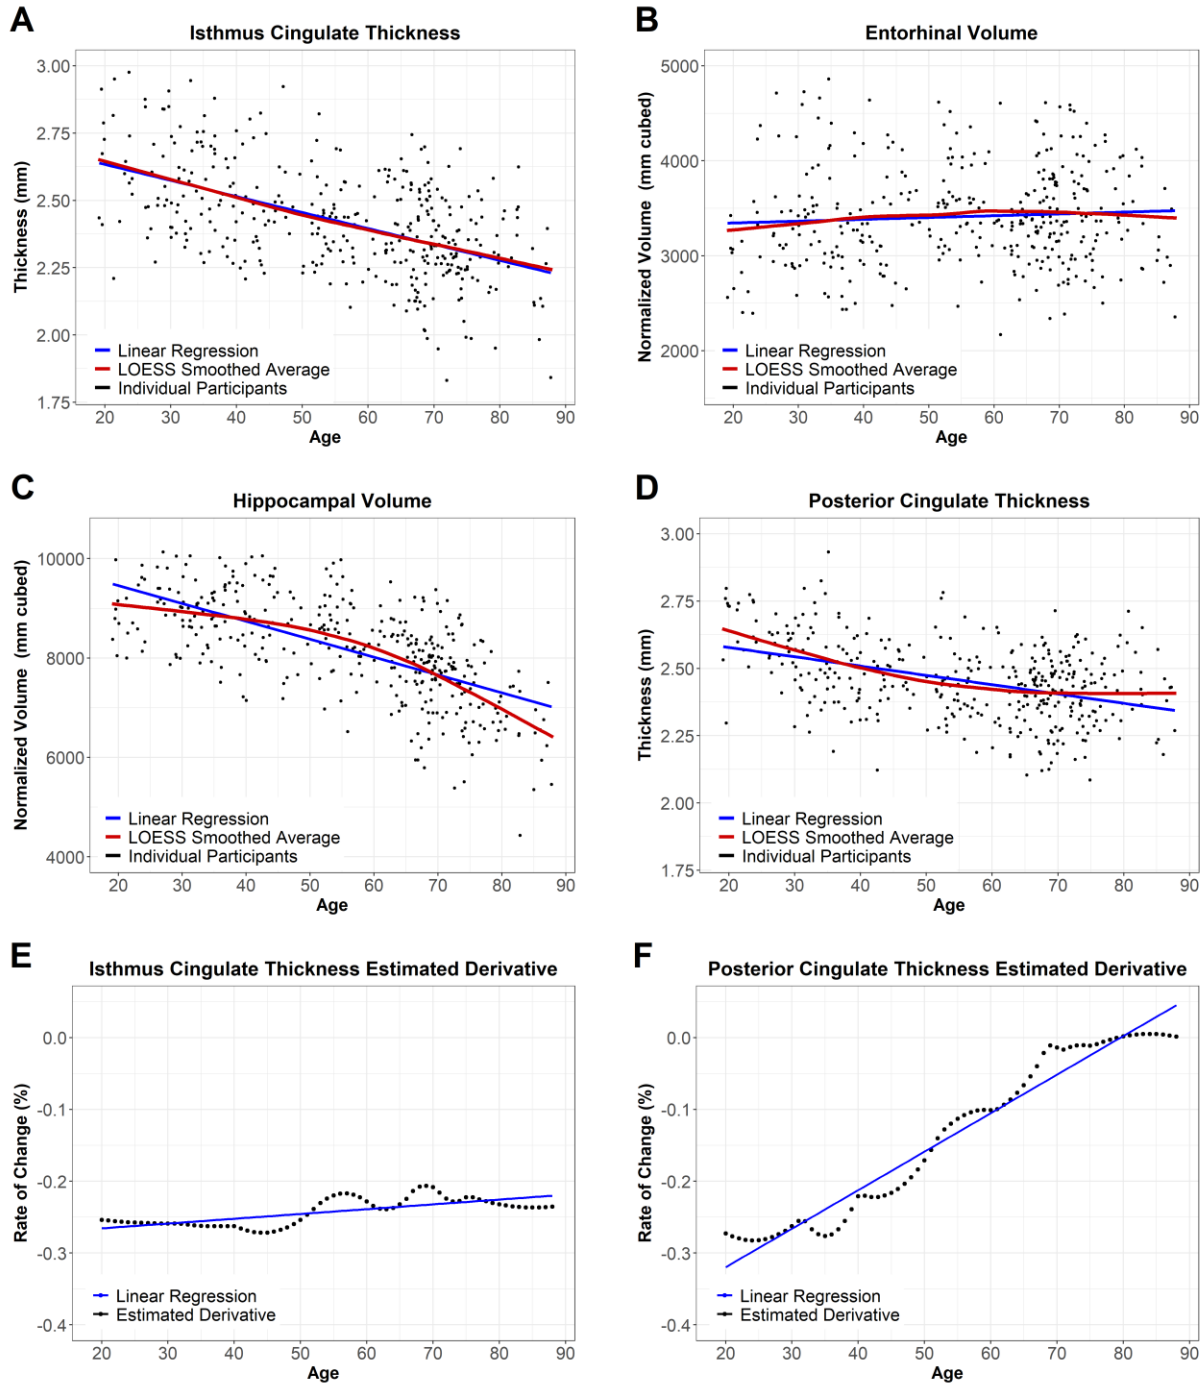 A
Isthmus Cingulate Thickness
Thickness (mm)
3.00
2.75
2.50
2.25
2.00
1.75
Linear Regression
LOESS Smoothed Average
Individual Participants
20 30 40 50 60 70 80 90
Age
B
Entorhinal Volume
Normalized Volume (mm cubed)
5000
4000
3000
2000
Linear Regression
LOESS Smoothed Average
Individual Participants
20 30 40 50 60 70 80 90
Age
C
Hippocampal Volume
Normalized Volume (mm cubed)
10000
8000
6000
4000
Linear Regression
LOESS Smoothed Average
Individual Participants
20 30 40 50 60 70 80 90
Age
D
Posterior Cingulate Thickness
Thickness (mm)
3.00
2.75
2.50
2.25
2.00
1.75
Linear Regression
LOESS Smoothed Average
Individual Participants
20 30 40 50 60 70 80 90
Age
E
Isthmus Cingulate Thickness Estimated Derivative
Rate of Change (%)
0.0
-0.1
-0.2
-0.3
-0.4
Linear Regression
Estimated Derivative
20 30 40 50 60 70 80 90
Age
F
Posterior Cingulate Thickness Estimated Derivative
Rate of Change (%)
0.0
-0.1
-0.2
-0.3
-0.4
Linear Regression
Estimated Derivative
20 30 40 50 60 70 80 90
Age